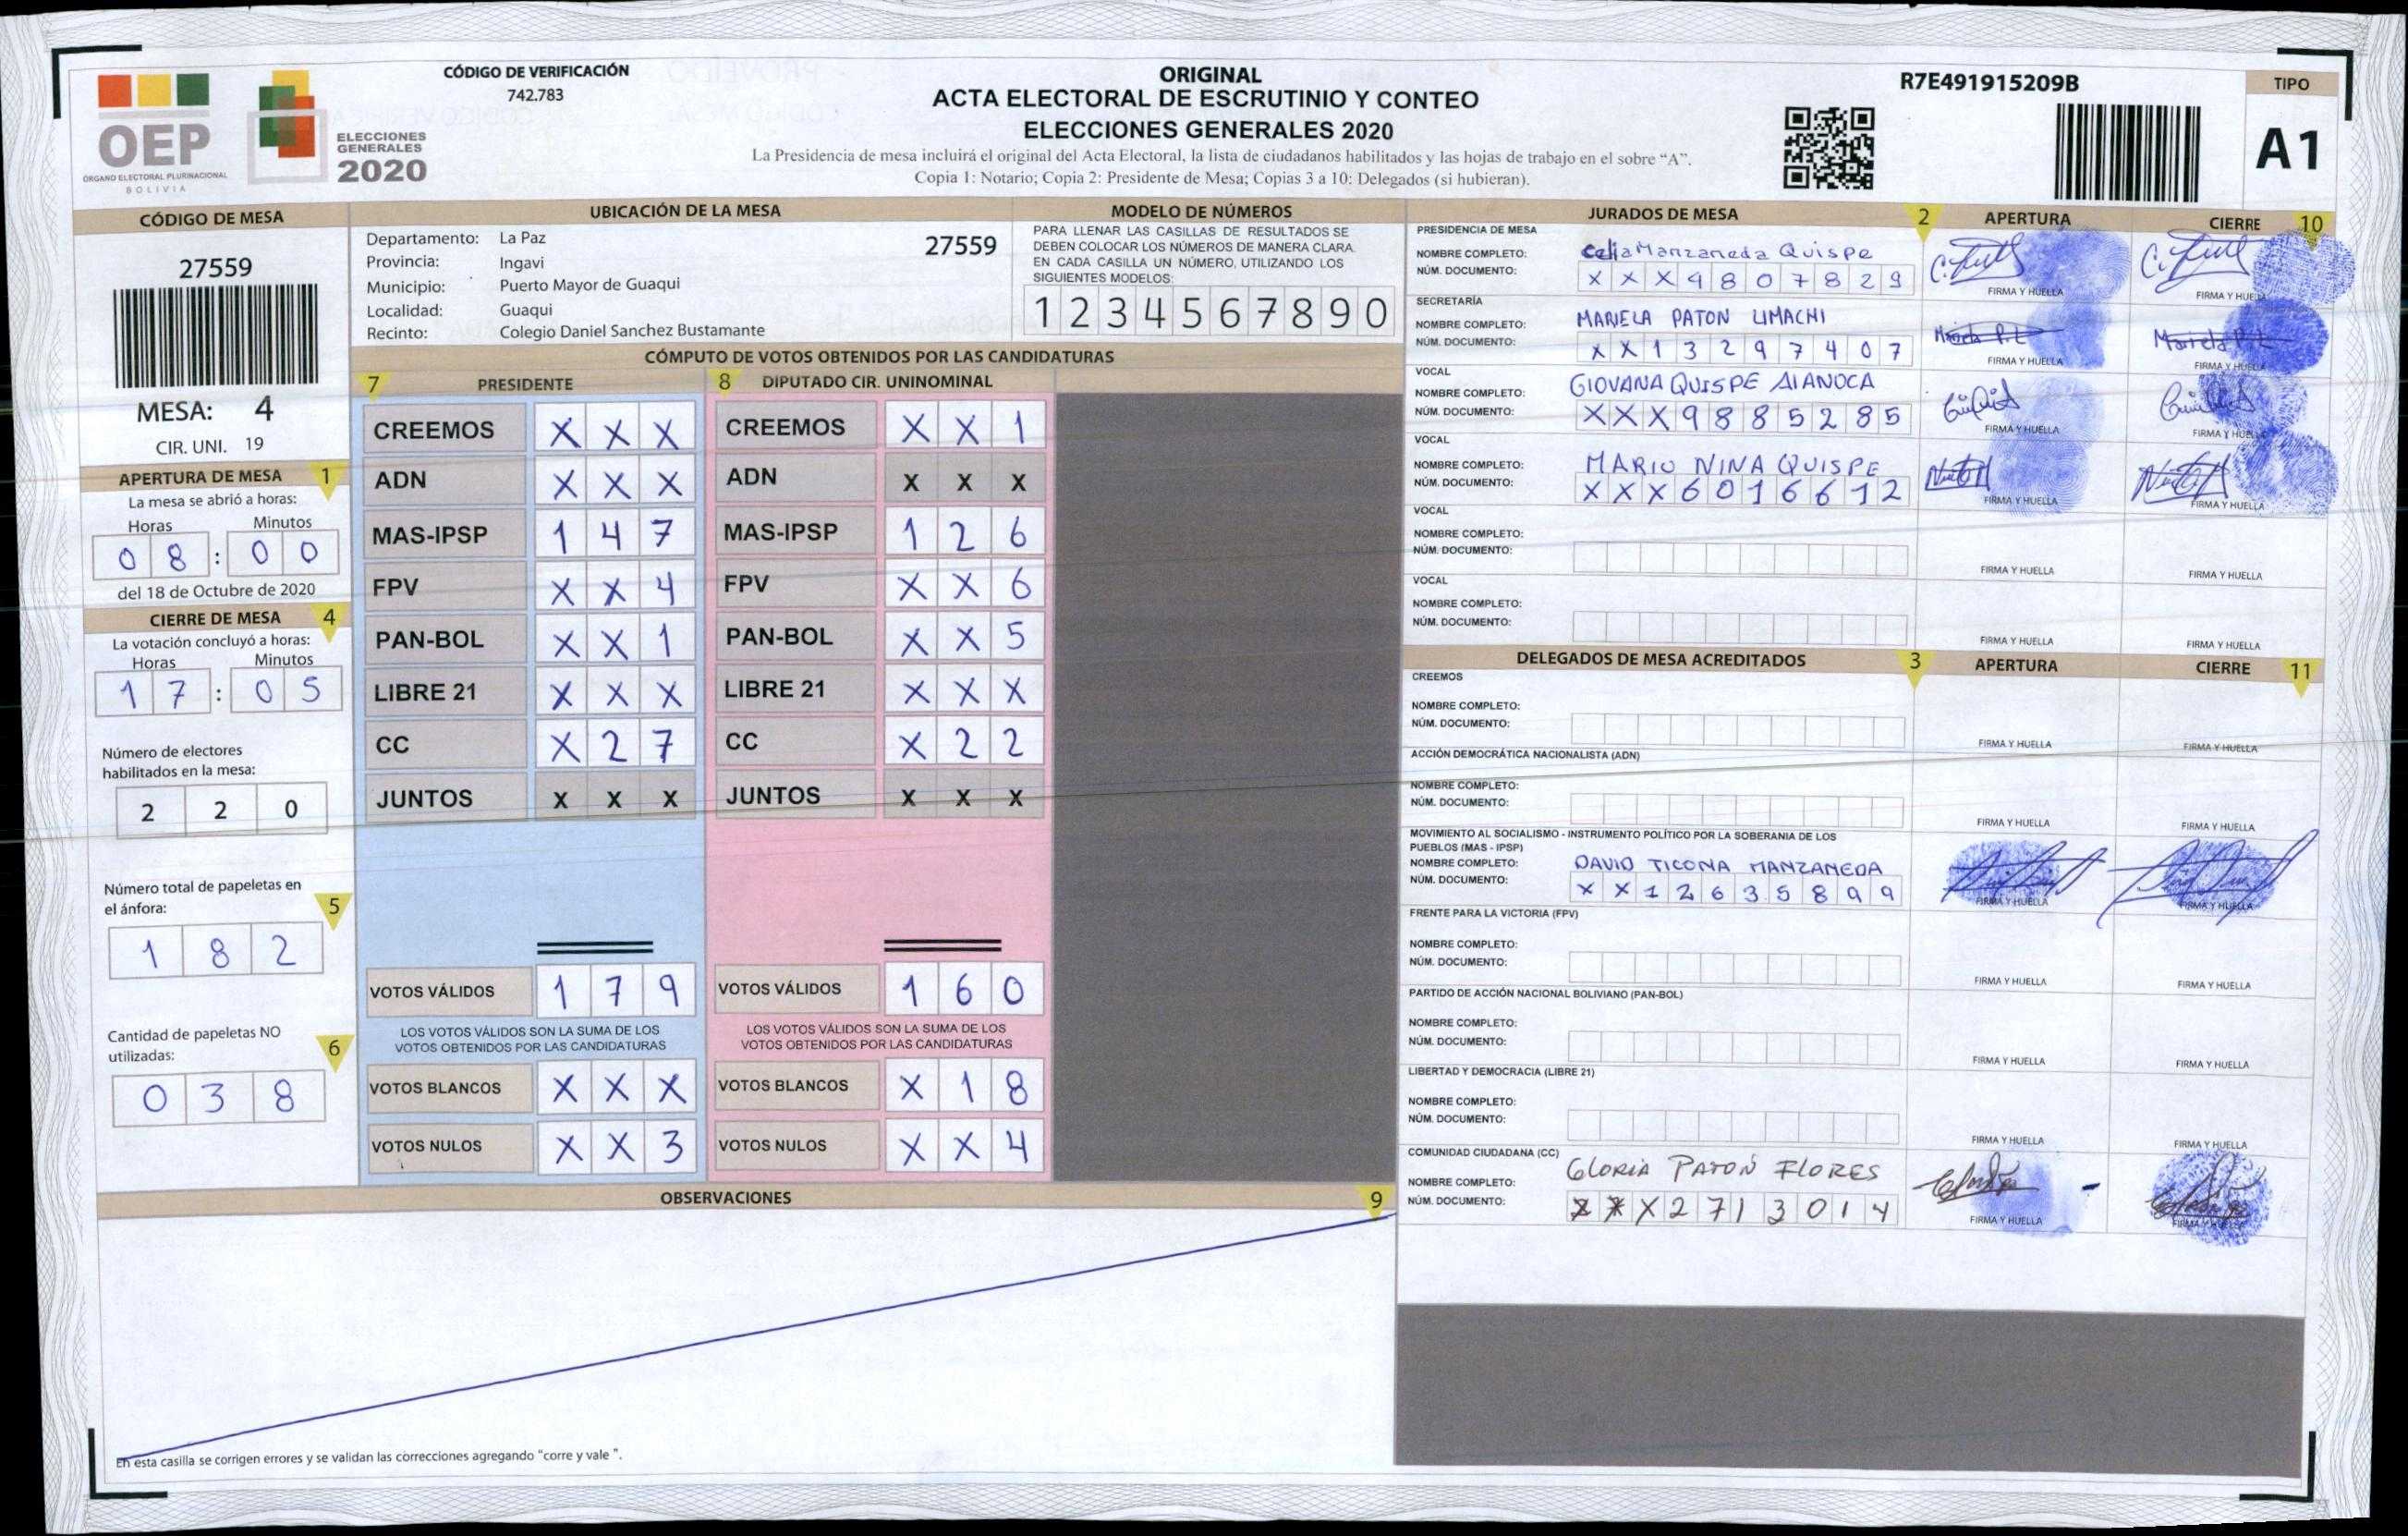 OEP
ÓRGANO ELECTORAL PLURINACIONAL
BOLIVIA
ELECCIONES
GENERALES
2020
CÓDIGO DE VERIFICACIÓN
742.783
ORIGINAL
ACTA ELECTORAL DE ESCRUTINIO Y CONTEO
ELECCIONES GENERALES 2020
La Presidencia de mesa incluirá el original del Acta Electoral, la lista de ciudadanos habilitados y las hojas de trabajo en el sobre “A”.
Copia 1: Notario; Copia 2: Presidente de Mesa; Copias 3 a 10: Delegados (si hubieran).
R7E491915209B
TIPO
A1
CÓDIGO DE MESA
27559
MESA: 4
CIR. UNI. 19
APERTURA DE MESA 1
La mesa se abrió a horas:
Horas Minutos
0 8 : 0 0
del 18 de Octubre de 2020
CIERRE DE MESA 4
La votación concluyó a horas:
Horas Minutos
1 7 : 0 5
Número de electores
habilitados en la mesa:
2 2 0
Número total de papeletas en
el ánfora: 5
1 8 2
Cantidad de papeletas NO
utilizadas: 6
0 3 8
UBICACIÓN DE LA MESA
Departamento: La Paz 27559
Provincia: Ingavi
Municipio: Puerto Mayor de Guaqui
Localidad: Guaqui
Recinto: Colegio Daniel Sanchez Bustamante
MODELO DE NÚMEROS
PARA LLENAR LAS CASILLAS DE RESULTADOS SE
DEBEN COLOCAR LOS NÚMEROS DE MANERA CLARA.
EN CADA CASILLA UN NÚMERO, UTILIZANDO LOS
SIGUIENTES MODELOS:
1 2 3 4 5 6 7 8 9 0
CÓMPUTO DE VOTOS OBTENIDOS POR LAS CANDIDATURAS
7 PRESIDENTE 8 DIPUTADO CIR. UNINOMINAL
CREEMOS X X X CREEMOS X X 1
ADN X X X ADN X X X
MAS-IPSP 1 4 7 MAS-IPSP 1 2 6
FPV X X 4 FPV X X 6
PAN-BOL X X 1 PAN-BOL X X 5
LIBRE 21 X X X LIBRE 21 X X X
CC X 2 7 CC X 2 2
JUNTOS X X X JUNTOS X X X
VOTOS VÁLIDOS 1 7 9 VOTOS VÁLIDOS 1 6 0
LOS VOTOS VÁLIDOS SON LA SUMA DE LOS LOS VOTOS VÁLIDOS SON LA SUMA DE LOS
VOTOS OBTENIDOS POR LAS CANDIDATURAS VOTOS OBTENIDOS POR LAS CANDIDATURAS
VOTOS BLANCOS X X X VOTOS BLANCOS X 1 8
VOTOS NULOS X X 3 VOTOS NULOS X X 4
OBSERVACIONES 9
En esta casilla se corrigen errores y se validan las correcciones agregando "corre y vale ".
JURADOS DE MESA 2 APERTURA CIERRE 10
PRESIDENCIA DE MESA
NOMBRE COMPLETO: Celia Manzaneda Quispe
NÚM. DOCUMENTO: X X X 4 8 0 7 8 2 9
FIRMA Y HUELLA FIRMA Y HUELLA
SECRETARÍA
NOMBRE COMPLETO: MARIELA PATON LIMACHI
NÚM. DOCUMENTO: X X 1 3 2 9 7 4 0 7
Mariela P.L
FIRMA Y HUELLA FIRMA Y HUELLA
VOCAL
NOMBRE COMPLETO: GIOVANA QUISPE AIANOCA
NÚM. DOCUMENTO: X X X 9 8 8 5 2 8 5
FIRMA Y HUELLA FIRMA Y HUELLA
VOCAL
NOMBRE COMPLETO: MARIO NINA QUISPE
NÚM. DOCUMENTO: X X X 6 0 1 6 6 1 2
FIRMA Y HUELLA FIRMA Y HUELLA
VOCAL
NOMBRE COMPLETO:
NÚM. DOCUMENTO:
FIRMA Y HUELLA FIRMA Y HUELLA
VOCAL
NOMBRE COMPLETO:
NÚM. DOCUMENTO:
FIRMA Y HUELLA FIRMA Y HUELLA
DELEGADOS DE MESA ACREDITADOS 3 APERTURA CIERRE 11
CREEMOS
NOMBRE COMPLETO:
NÚM. DOCUMENTO:
FIRMA Y HUELLA FIRMA Y HUELLA
ACCIÓN DEMOCRÁTICA NACIONALISTA (ADN)
NOMBRE COMPLETO:
NÚM. DOCUMENTO:
FIRMA Y HUELLA FIRMA Y HUELLA
MOVIMIENTO AL SOCIALISMO - INSTRUMENTO POLÍTICO POR LA SOBERANIA DE LOS
PUEBLOS (MAS - IPSP)
NOMBRE COMPLETO: DAVID TICONA MANZANEDA
NÚM. DOCUMENTO: X X 1 2 6 3 5 8 9 9
FIRMA Y HUELLA FIRMA Y HUELLA
FRENTE PARA LA VICTORIA (FPV)
NOMBRE COMPLETO:
NÚM. DOCUMENTO:
FIRMA Y HUELLA FIRMA Y HUELLA
PARTIDO DE ACCIÓN NACIONAL BOLIVIANO (PAN-BOL)
NOMBRE COMPLETO:
NÚM. DOCUMENTO:
FIRMA Y HUELLA FIRMA Y HUELLA
LIBERTAD Y DEMOCRACIA (LIBRE 21)
NOMBRE COMPLETO:
NÚM. DOCUMENTO:
FIRMA Y HUELLA FIRMA Y HUELLA
COMUNIDAD CIUDADANA (CC)
NOMBRE COMPLETO: GLORIA PATON FLORES
NÚM. DOCUMENTO: X X X 2 7 1 3 0 1 4
FIRMA Y HUELLA FIRMA Y HUELLA